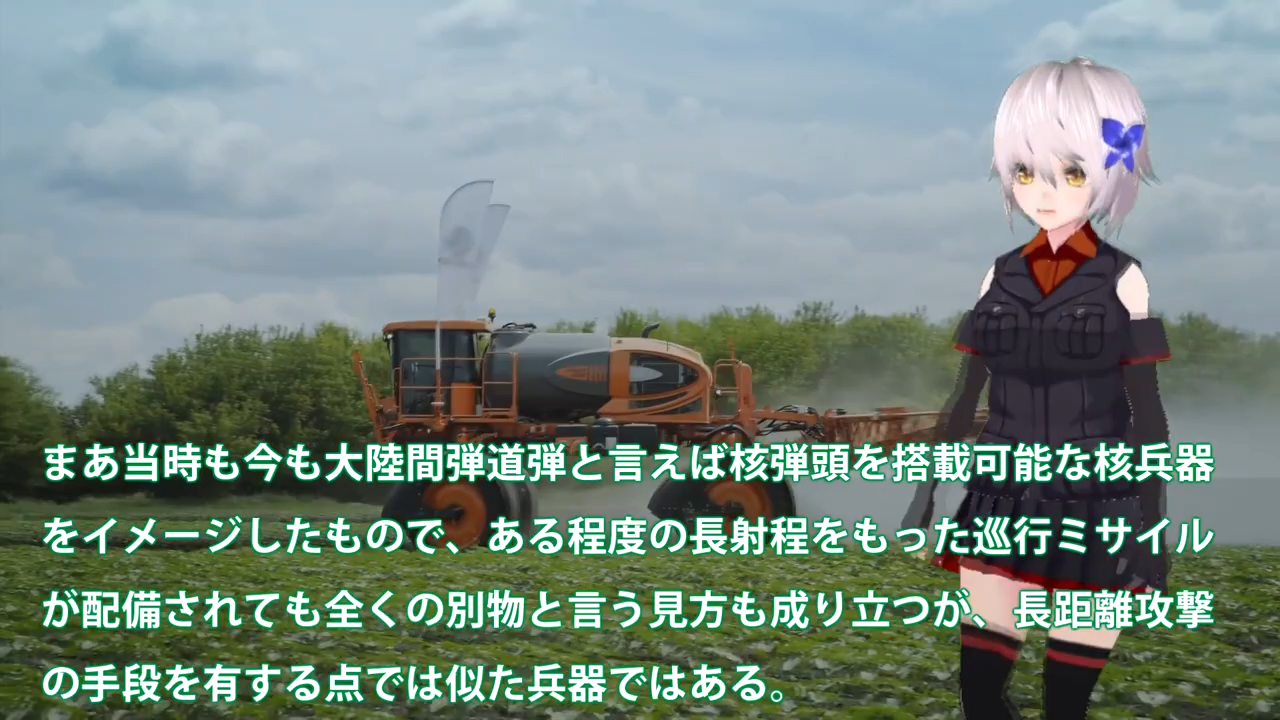 まあ当時も今も大陸間弾道弾と言えば核弾頭を搭載可能な核兵器
をイメージしたもので、ある程度の長射程をもった巡行ミサイル
が配備されても全くの別物と言う見方も成り立つが、長距離攻撃
の手段を有する点では似た兵器ではある。